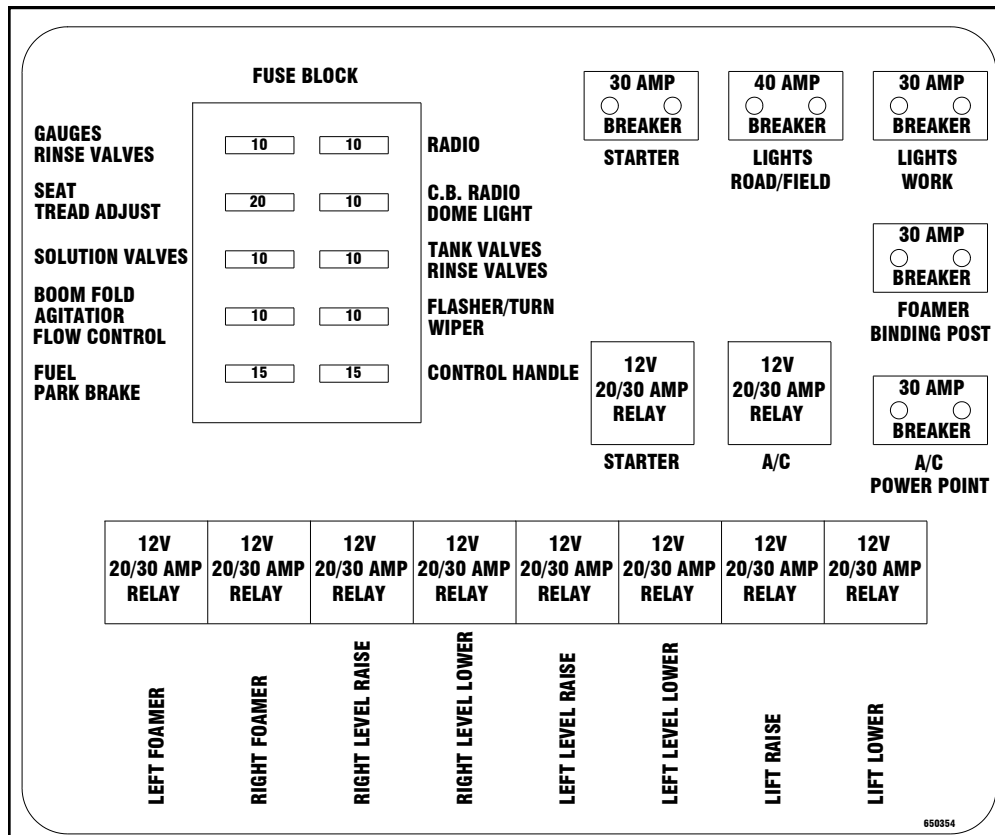 FUSE BLOCK
GAUGES
RINSE VALVES
10
10
RADIO
SEAT
TREAD ADJUST
20
10
C.B. RADIO
DOME LIGHT
SOLUTION VALVES
10
10
TANK VALVES
RINSE VALVES
BOOM FOLD
AGITATIOR
FLOW CONTROL
10
10
FLASHER/TURN
WIPER
FUEL
PARK BRAKE
15
15
CONTROL HANDLE
30 AMP
BREAKER
STARTER
40 AMP
BREAKER
LIGHTS
ROAD/FIELD
30 AMP
BREAKER
LIGHTS
WORK
30 AMP
BREAKER
FOAMER
BINDING POST
12V
20/30 AMP
RELAY
STARTER
12V
20/30 AMP
RELAY
A/C
30 AMP
BREAKER
A/C
POWER POINT
12V
20/30 AMP
RELAY
LEFT FOAMER
12V
20/30 AMP
RELAY
RIGHT FOAMER
12V
20/30 AMP
RELAY
RIGHT LEVEL RAISE
12V
20/30 AMP
RELAY
RIGHT LEVEL LOWER
12V
20/30 AMP
RELAY
LEFT LEVEL RAISE
12V
20/30 AMP
RELAY
LEFT LEVEL LOWER
12V
20/30 AMP
RELAY
LIFT RAISE
12V
20/30 AMP
RELAY
LIFT LOWER
650354